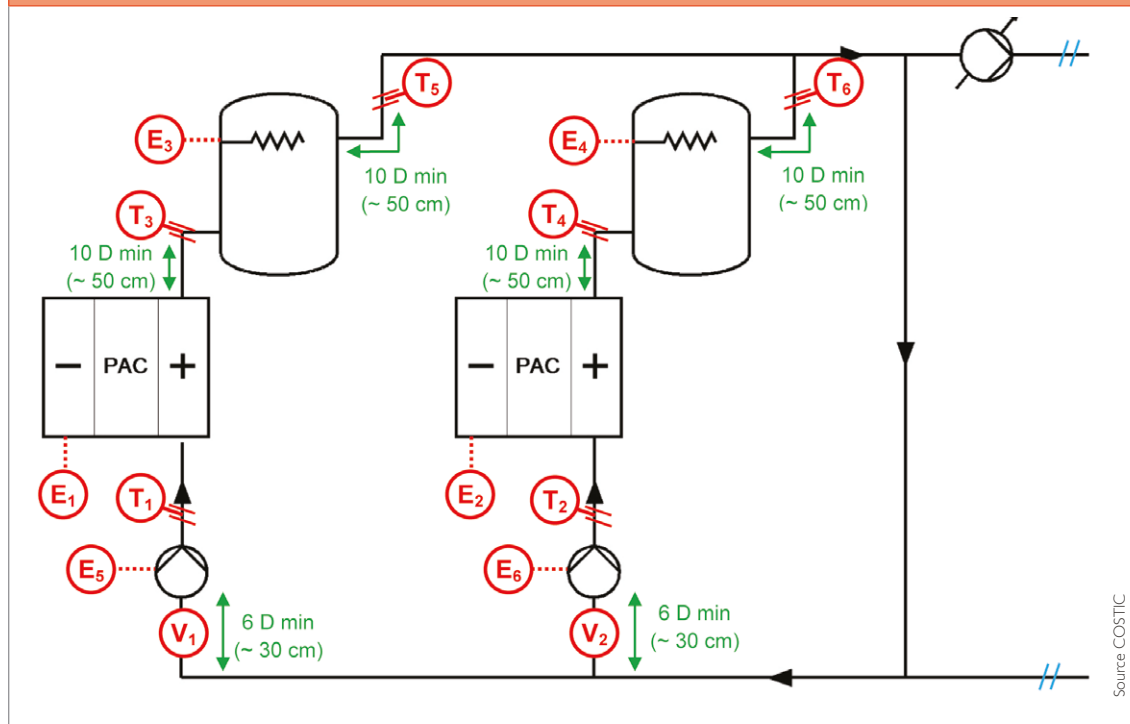 T5
T6
E3
E4
10 D min
(~ 50 cm)
10 D min
(~ 50 cm)
T3
T4
10 D min
(~ 50 cm)
10 D min
(~ 50 cm)
− PAC +
− PAC +
E1
T1
E2
T2
E5
E6
V1
6 D min
(~ 30 cm)
V2
6 D min
(~ 30 cm)
Source COSTIC